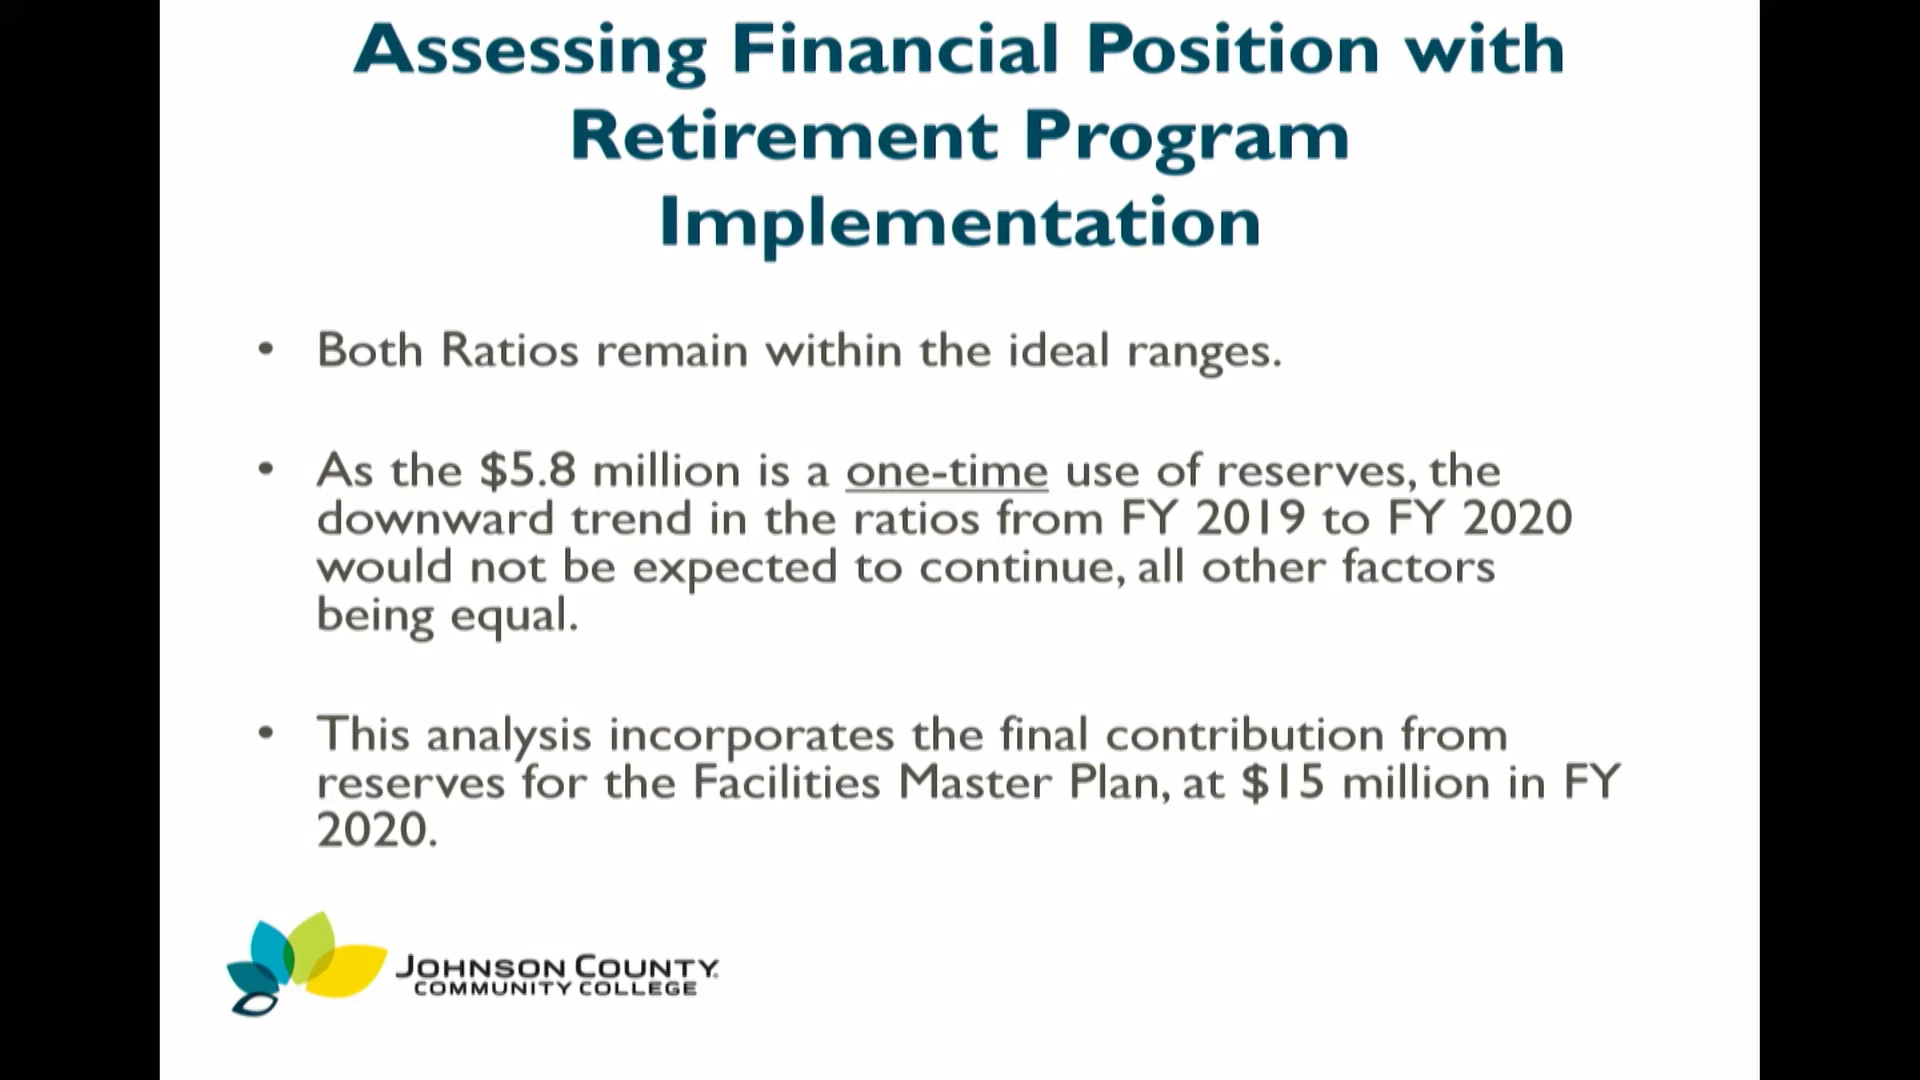 Assessing Financial Position with
Retirement Program
Implementation
• Both Ratios remain within the ideal ranges.
• As the $5.8 million is a one-time use of reserves, the
downward trend in the ratios from FY 2019 to FY 2020
would not be expected to continue, all other factors
being equal.
• This analysis incorporates the final contribution from
reserves for the Facilities Master Plan, at $15 million in FY
2020.
JOHNSON COUNTY
COMMUNITY COLLEGE